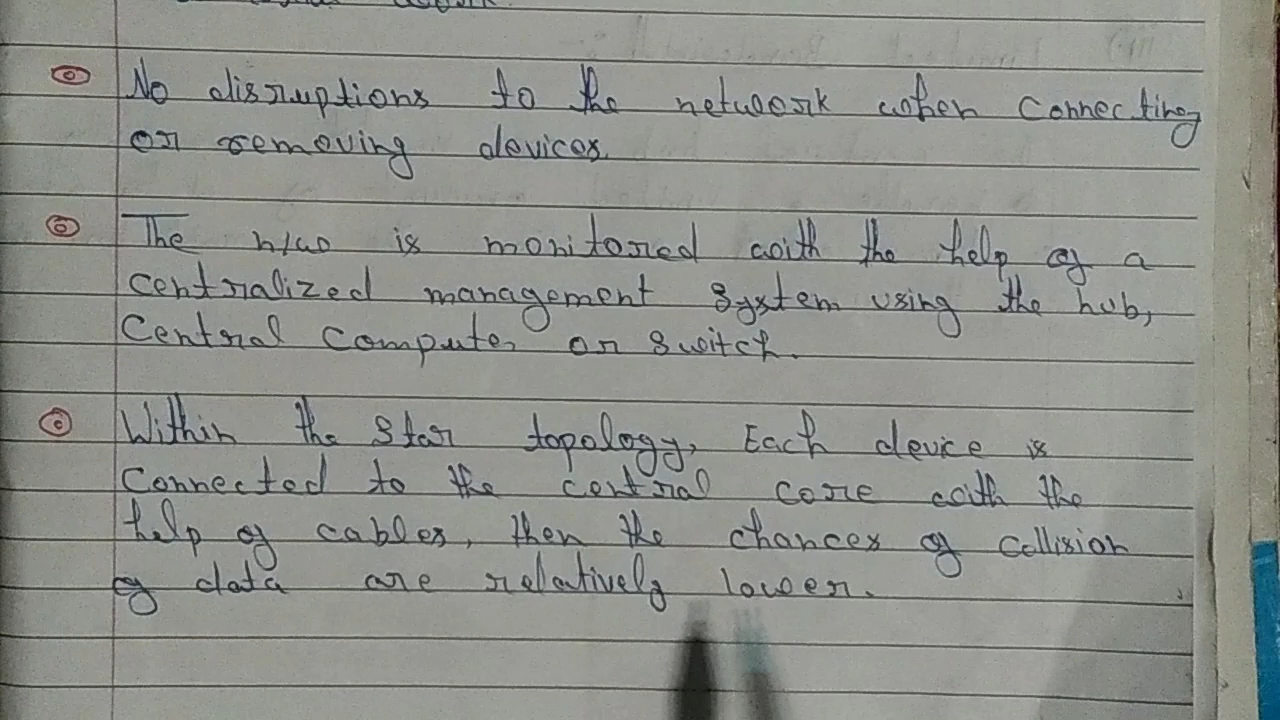 No disruptions to the network when connecting
or removing devices.
The n/w is monitored with the help of a
centralized management system using the hub,
Central Computer or Switch.
Within the Star topology, Each device is
Connected to the central core with the
help of cables, then the chances of collision
of data are relatively lower.